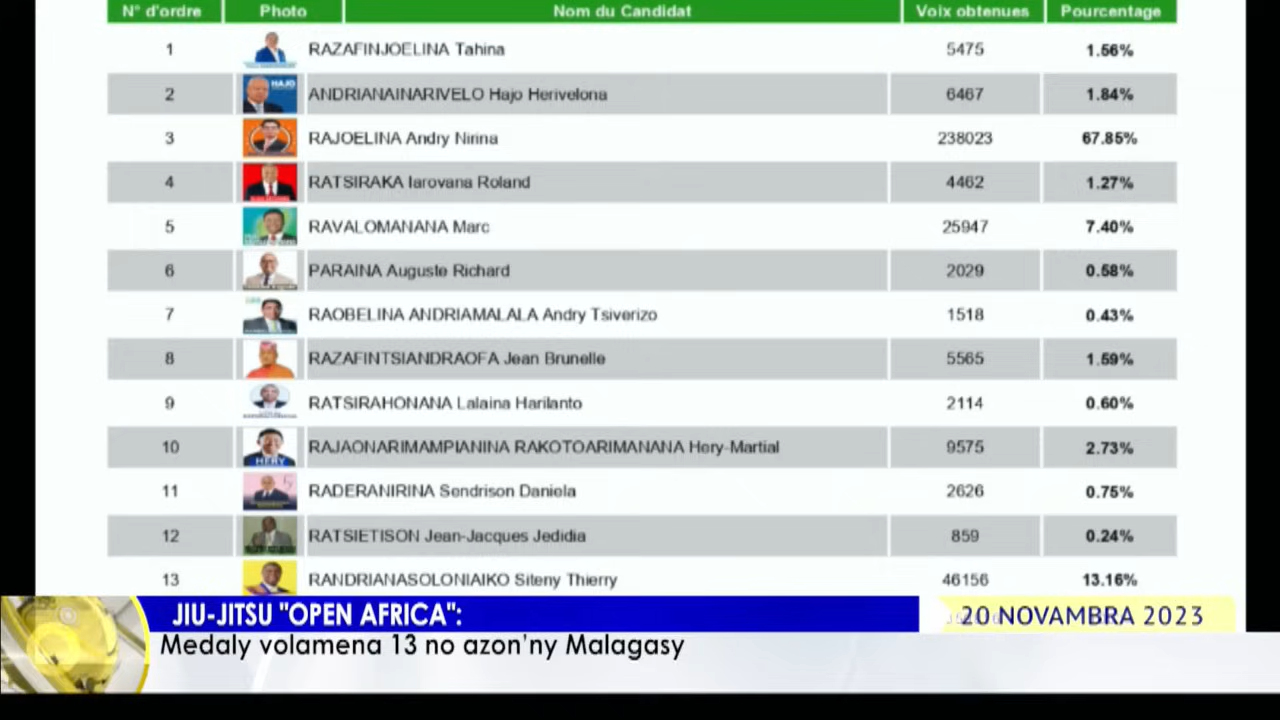 N° d'ordre Photo Nom du Candidat Voix obtenues Pourcentage
1 RAZAFINJOELINA Tahina 5475 1.56%
2 HAJO ANDRIANAINARIVELO Hajo Herivelona 6467 1.84%
3 RAJOELINA Andry Nirina 238023 67.85%
4 RATSIRAKA Iarovana Roland 4462 1.27%
5 RAVALOMANANA Marc 25947 7.40%
6 PARAINA Auguste Richard 2029 0.58%
7 RAOBELINA ANDRIAMALALA Andry Tsiverizo 1518 0.43%
8 RAZAFINTSIANDRAOFA Jean Brunelle 5565 1.59%
9 RATSIRAHONANA Lalaina Harilanto 2114 0.60%
10 HERY RAJAONARIMAMPIANINA RAKOTOARIMANANA Hery-Martial 9575 2.73%
11 RADERANIRINA Sendrison Daniela 2626 0.75%
12 RATSIETISON Jean-Jacques Jedidia 859 0.24%
13 RANDRIANASOLONIAIKO Siteny Thierry 46156 13.16%
JIU-JITSU "OPEN AFRICA":
20 NOVAMBRA 2023
Medaly volamena 13 no azon'ny Malagasy